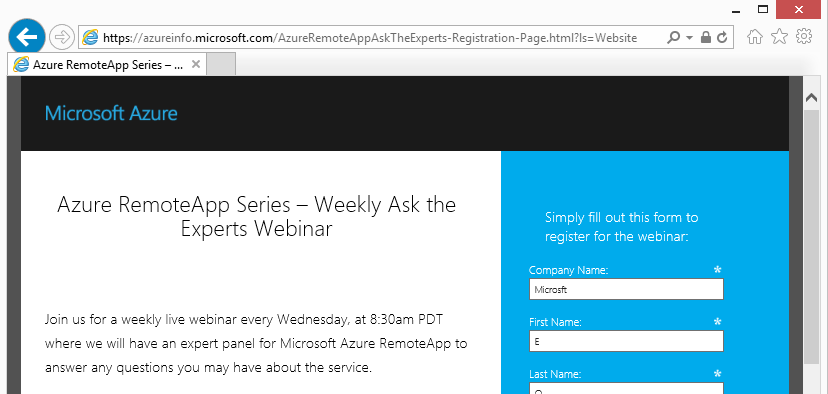 https://azureinfo.microsoft.com/AzureRemoteAppAskTheExperts-Registration-Page.html?ls=Website
Azure RemoteApp Series – ...
Microsoft Azure
Azure RemoteApp Series – Weekly Ask the
Experts Webinar
Join us for a weekly live webinar every Wednesday, at 8:30am PDT
where we will have an expert panel for Microsoft Azure RemoteApp to
answer any questions you may have about the service.
Simply fill out this form to
register for the webinar:
Company Name: *
Microsft
First Name: *
E
Last Name: *